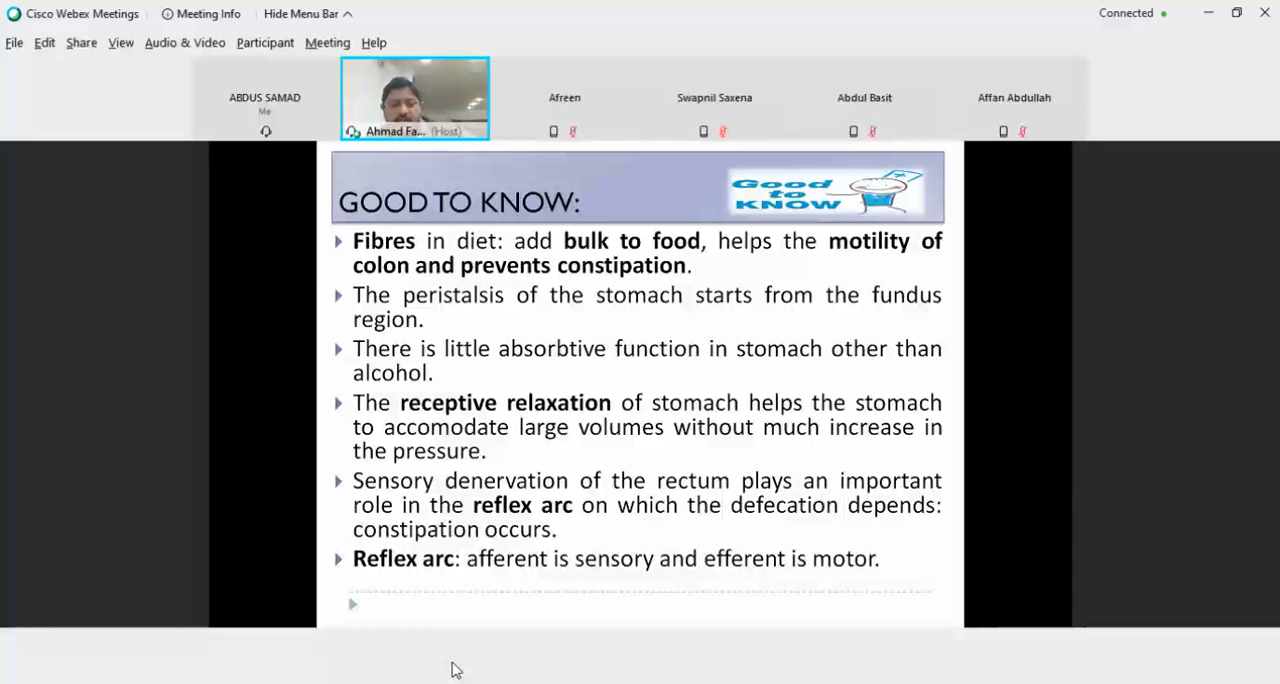 Cisco Webex Meetings
Meeting Info
Hide Menu Bar
Connected
File Edit Share View Audio & Video Participant Meeting Help
ABDUS SAMAD
Me
Ahmad Fa... (Host)
Afreen
Swapnil Saxena
Abdul Basit
Affan Abdullah
GOOD TO KNOW:
Good
to
KNOW
Fibres in diet: add bulk to food, helps the motility of
colon and prevents constipation.
The peristalsis of the stomach starts from the fundus
region.
There is little absorbtive function in stomach other than
alcohol.
The receptive relaxation of stomach helps the stomach
to accomodate large volumes without much increase in
the pressure.
Sensory denervation of the rectum plays an important
role in the reflex arc on which the defecation depends:
constipation occurs.
Reflex arc: afferent is sensory and efferent is motor.